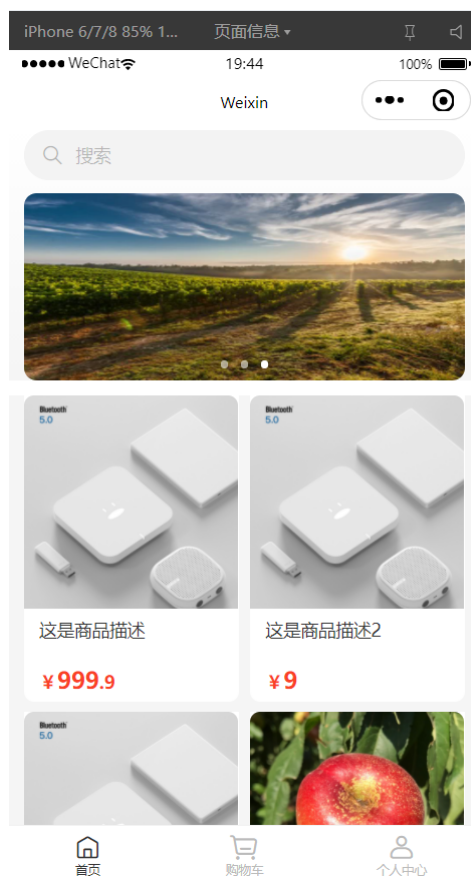 iPhone 6/7/8 85% 1... 页面信息
WeChat 19:44 100%
Weixin
搜索
Bluetooth
5.0
Bluetooth
5.0
这是商品描述
这是商品描述2
￥999.9
￥9
Bluetooth
5.0
首页
购物车
个人中心